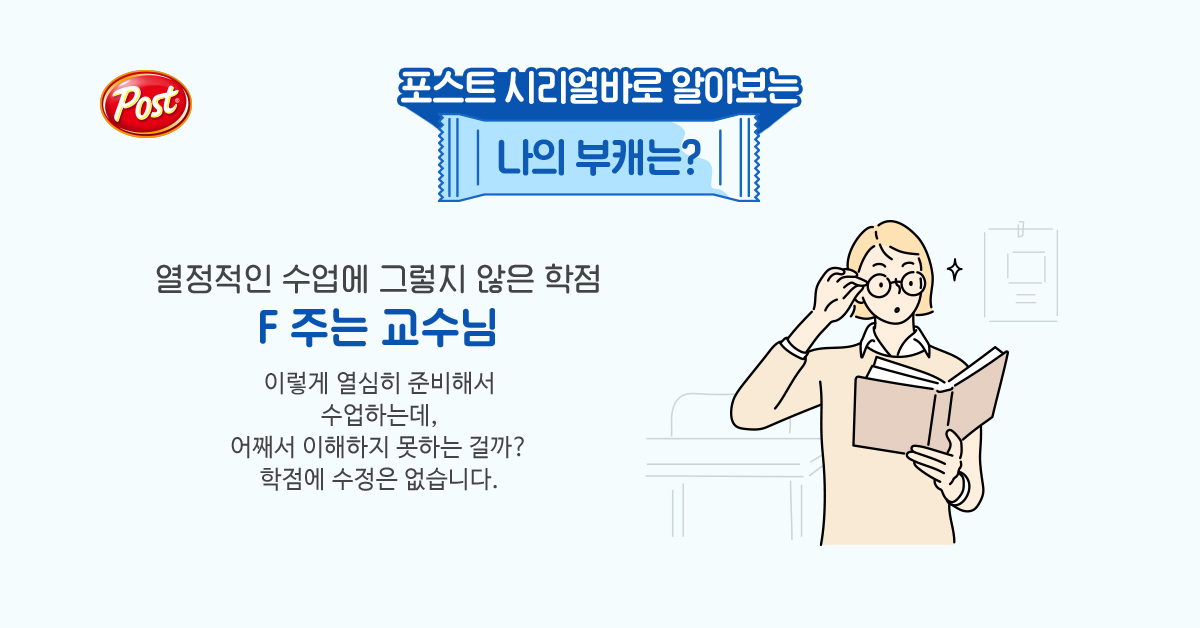 Post
포스트 시리얼바로 알아보는
나의 부캐는?
열정적인 수업에 그렇지 않은 학점
F 주는 교수님
이렇게 열심히 준비해서
수업하는데,
어째서 이해하지 못하는 걸까?
학점에 수정은 없습니다.